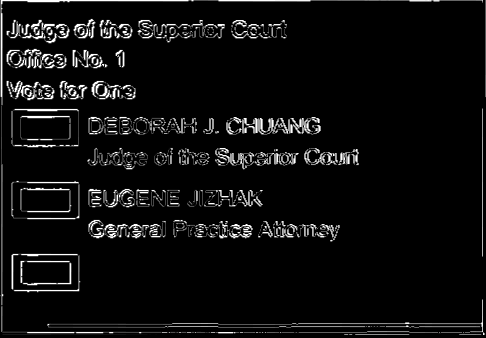 Judge of the Superior Court
Office No. 1
Vote for One
DEBORAH J. CHUANG
Judge of the Superior Court
EUGENE JIZHAK
General Practice Attorney